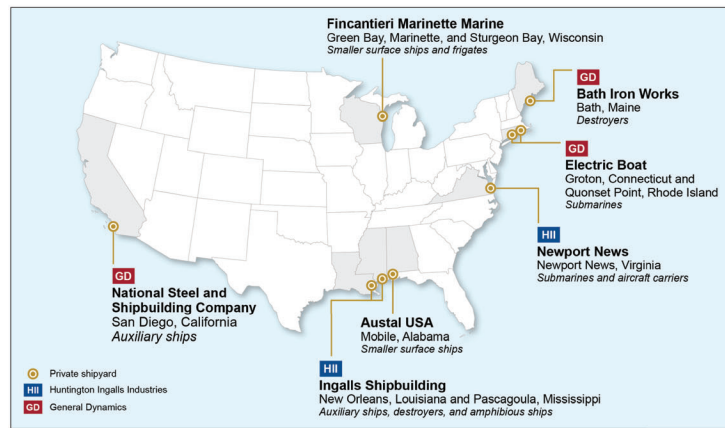 Fincantieri Marinette Marine
Green Bay, Marinette, and Sturgeon Bay, Wisconsin
Smaller surface ships and frigates
GD
Bath Iron Works
Bath, Maine
Destroyers
GD
Electric Boat
Groton, Connecticut and
Quonset Point, Rhode Island
Submarines
HII
Newport News
Newport News, Virginia
Submarines and aircraft carriers
GD
National Steel and
Shipbuilding Company
San Diego, California
Auxiliary ships
Austal USA
Mobile, Alabama
Smaller surface ships
HII
Ingalls Shipbuilding
New Orleans, Louisiana and Pascagoula, Mississippi
Auxiliary ships, destroyers, and amphibious ships
Private shipyard
HII Huntington Ingalls Industries
GD General Dynamics